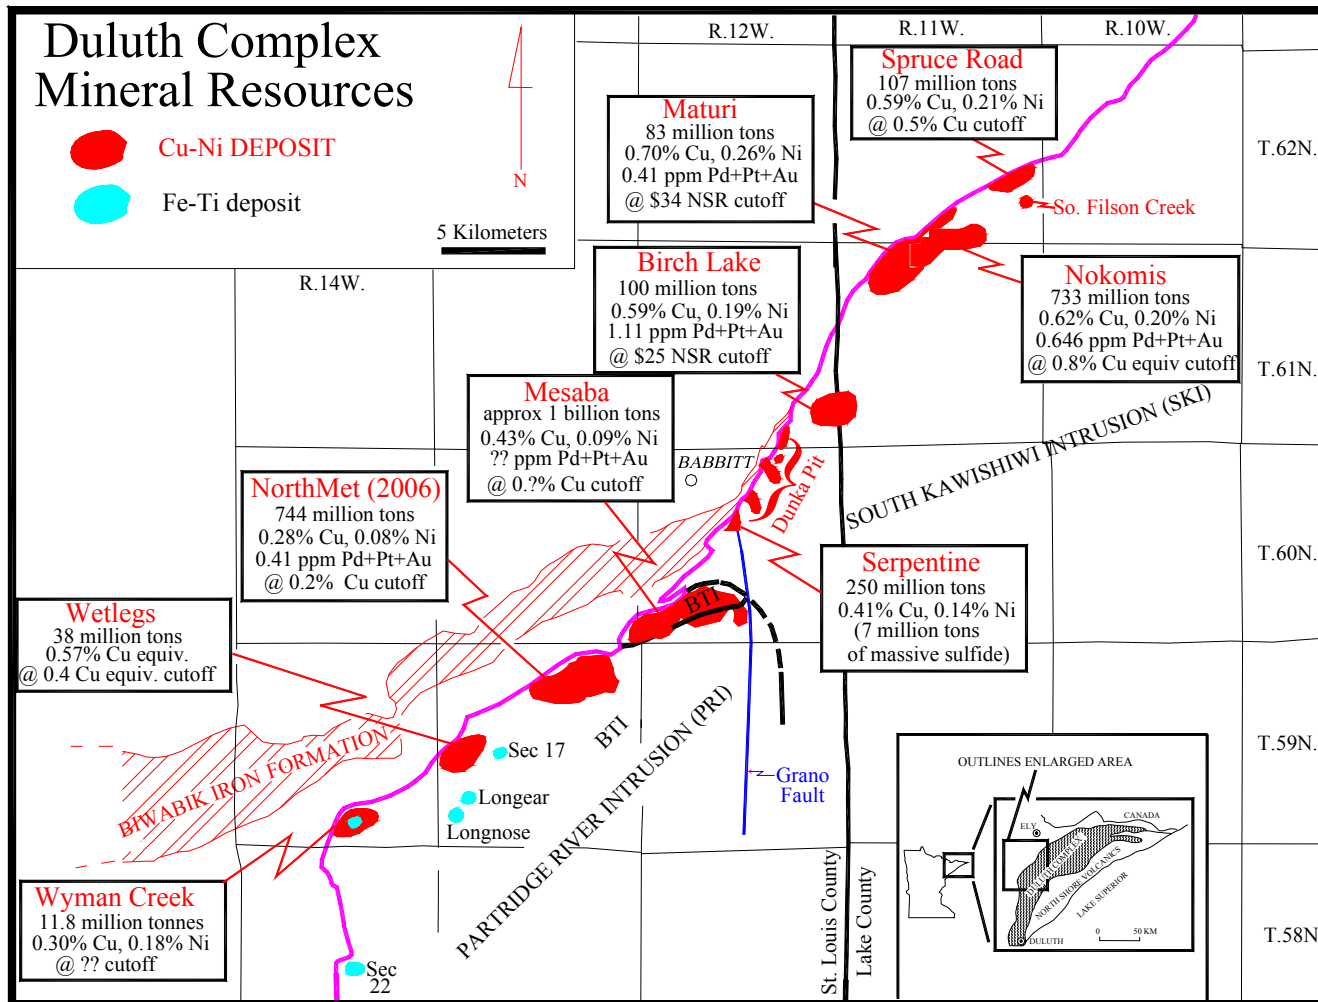 Duluth Complex
Mineral Resources
Cu-Ni DEPOSIT
Fe-Ti deposit
N
5 Kilometers
R.14W.
R.12W.
R.11W.
R.10W.
T.62N.
T.61N.
T.60N.
T.59N.
T.58N
Spruce Road
107 million tons
0.59% Cu, 0.21% Ni
@ 0.5% Cu cutoff
Maturi
83 million tons
0.70% Cu, 0.26% Ni
0.41 ppm Pd+Pt+Au
@ $34 NSR cutoff
So. Filson Creek
Birch Lake
100 million tons
0.59% Cu, 0.19% Ni
1.11 ppm Pd+Pt+Au
@ $25 NSR cutoff
Nokomis
733 million tons
0.62% Cu, 0.20% Ni
0.646 ppm Pd+Pt+Au
@ 0.8% Cu equiv cutoff
Mesaba
approx 1 billion tons
0.43% Cu, 0.09% Ni
?? ppm Pd+Pt+Au
@ 0.?% Cu cutoff
BABBITT
Dunka Pit
SOUTH KAWISHIWI INTRUSION (SKI)
NorthMet (2006)
744 million tons
0.28% Cu, 0.08% Ni
0.41 ppm Pd+Pt+Au
@ 0.2% Cu cutoff
Serpentine
250 million tons
0.41% Cu, 0.14% Ni
(7 million tons
of massive sulfide)
BTI
Wetlegs
38 million tons
0.57% Cu equiv.
@ 0.4 Cu equiv. cutoff
BTI
PARTRIDGE RIVER INTRUSION (PRI)
BIWABIK IRON FORMATION
Sec 17
Longear
Longnose
Grano
Fault
Wyman Creek
11.8 million tonnes
0.30% Cu, 0.18% Ni
@ ?? cutoff
Sec
22
St. Louis County
Lake County
OUTLINES ENLARGED AREA
ELY
CANADA
DULUTH COMPLEX
NORTH SHORE VOLCANICS
LAKE SUPERIOR
DULUTH
0 50 KM